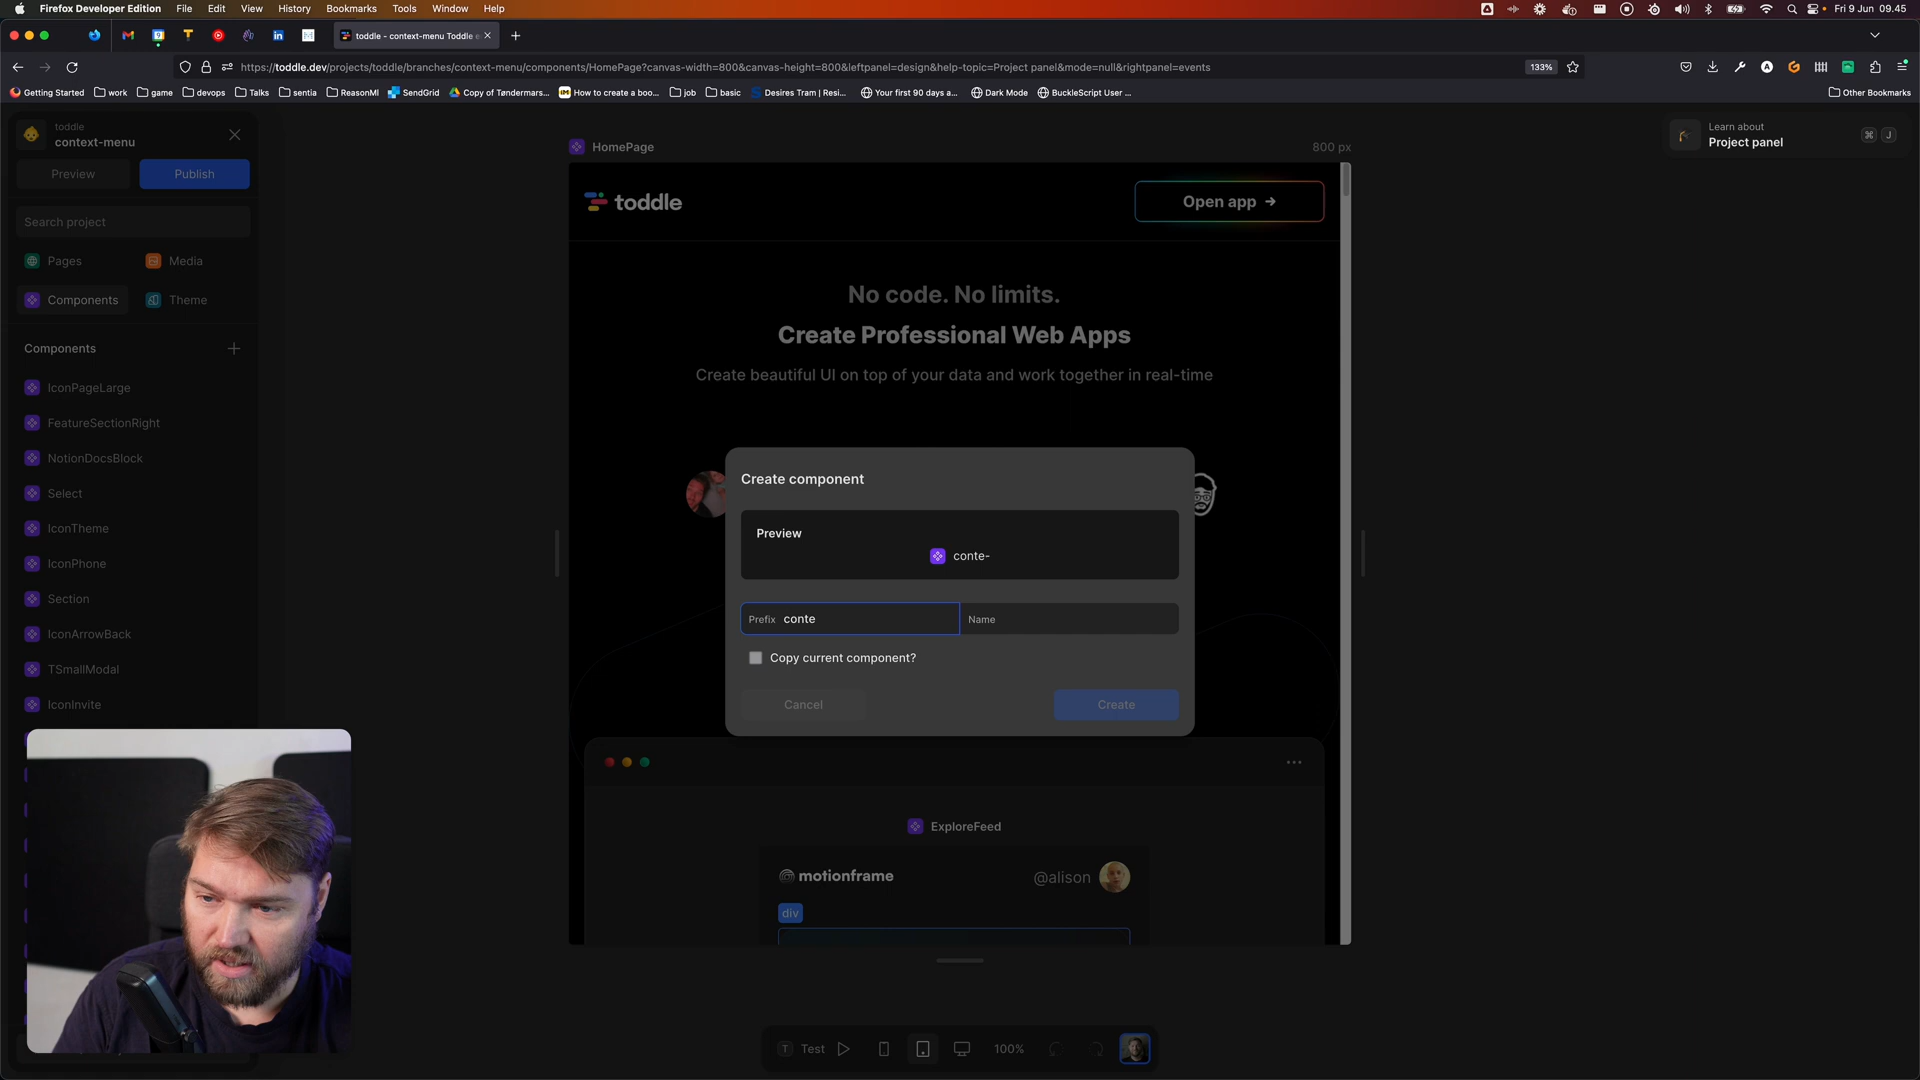 Firefox Developer Edition File Edit View History Bookmarks Tools Window Help Fri 9 Jun 09.45
toddle - context-menu Toddle e
https://toddle.dev/projects/toddle/branches/context-menu/components/HomePage?canvas-width=800&canvas-height=800&leftpanel=design&help-topic=Project panel&mode=null&rightpanel=events 133%
Getting Started work game devops Talks sentia ReasonMl SendGrid Copy of Tøndermars... How to create a boo... job basic Desires Tram | Resi... Your first 90 days a... Dark Mode BuckleScript User ... Other Bookmarks
toddle
context-menu
Preview Publish
Search project
Pages Media
Components Theme
Components
IconPageLarge
FeatureSectionRight
NotionDocsBlock
Select
IconTheme
IconPhone
Section
IconArrowBack
TSmallModal
IconInvite
HomePage 800 px
toddle Open app
No code. No limits.
Create Professional Web Apps
Create beautiful UI on top of your data and work together in real-time
Create component
Preview
conte-
Prefix conte Name
Copy current component?
Cancel Create
ExploreFeed
motionframe @alison
div
Learn about
Project panel ⌘ J
T Test 100%